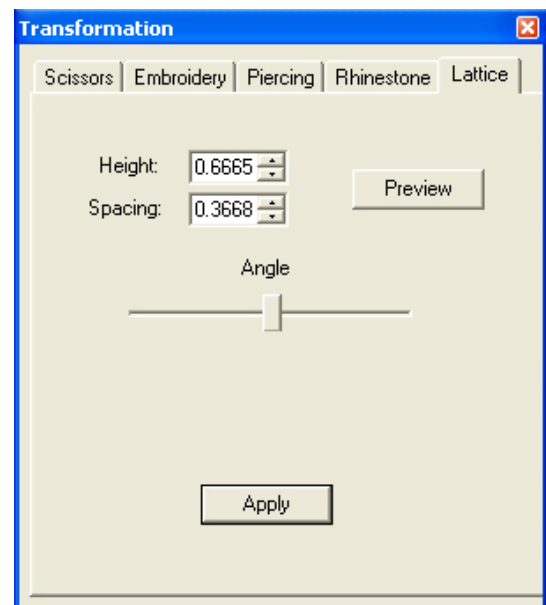 Transformation
Scissors Embroidery Piercing Rhinestone Lattice
Height: 0.6665
Preview
Spacing: 0.3668
Angle
Apply